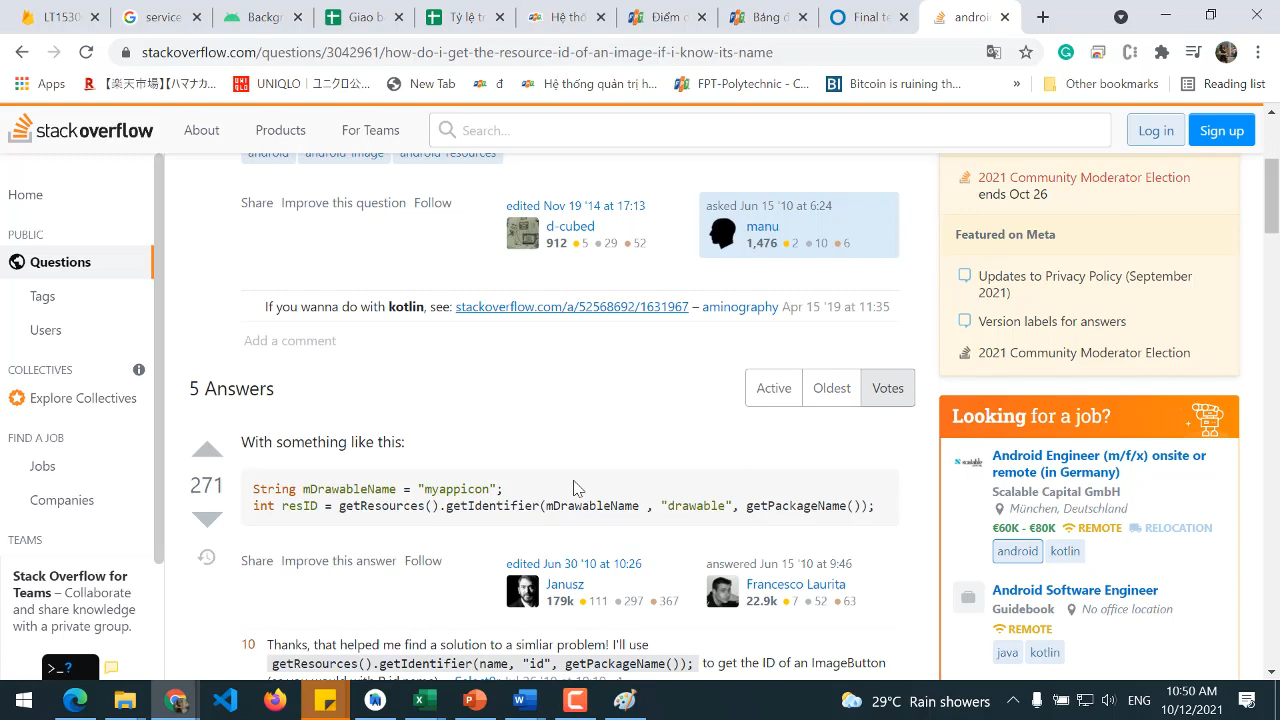 LT1530
service
Backgr
Giao b
Tỷ lệ t
Hệ thố
Điểm d
Bảng đ
Final te
androi
stackoverflow.com/questions/3042961/how-do-i-get-the-resource-id-of-an-image-if-i-know-its-name
Apps
【楽天市場】【ハマナカ...
UNIQLO｜ユニクロ公...
New Tab
đ
Hệ thống quản trị h...
FPT-Polytechnic - C...
Bitcoin is ruining th...
»
Other bookmarks
Reading list
stackoverflow
About
Products
For Teams
Search...
Log in
Sign up
Home
PUBLIC
Questions
Tags
Users
COLLECTIVES
Explore Collectives
FIND A JOB
Jobs
Companies
TEAMS
Stack Overflow for
Teams – Collaborate
and share knowledge
with a private group.
>_?
android android-image android-resources
Share Improve this question Follow
edited Nov 19 '14 at 17:13
d-cubed
912 5 29 52
asked Jun 15 '10 at 6:24
manu
1,476 2 10 6
If you wanna do with kotlin, see: stackoverflow.com/a/52568692/1631967 – aminography Apr 15 '19 at 11:35
Add a comment
5 Answers
Active
Oldest
Votes
271
With something like this:
String mDrawableName = "myappicon";
int resID = getResources().getIdentifier(mDrawableName , "drawable", getPackageName());
Share Improve this answer Follow
edited Jun 30 '10 at 10:26
Janusz
179k 111 297 367
answered Jun 15 '10 at 9:46
Francesco Laurita
22.9k 7 52 63
10 Thanks, that helped me find a solution to a similar problem! I'll use
getResources().getIdentifier(name, "id", getPackageName()); to get the ID of an ImageButton
2021 Community Moderator Election
ends Oct 26
Featured on Meta
Updates to Privacy Policy (September
2021)
Version labels for answers
2021 Community Moderator Election
Looking for a job?
Android Engineer (m/f/x) onsite or
remote (in Germany)
Scalable Capital GmbH
München, Deutschland
€60K - €80K REMOTE RELOCATION
android kotlin
Android Software Engineer
Guidebook No office location
REMOTE
java kotlin
29°C Rain showers
ENG
10:50 AM
10/12/2021